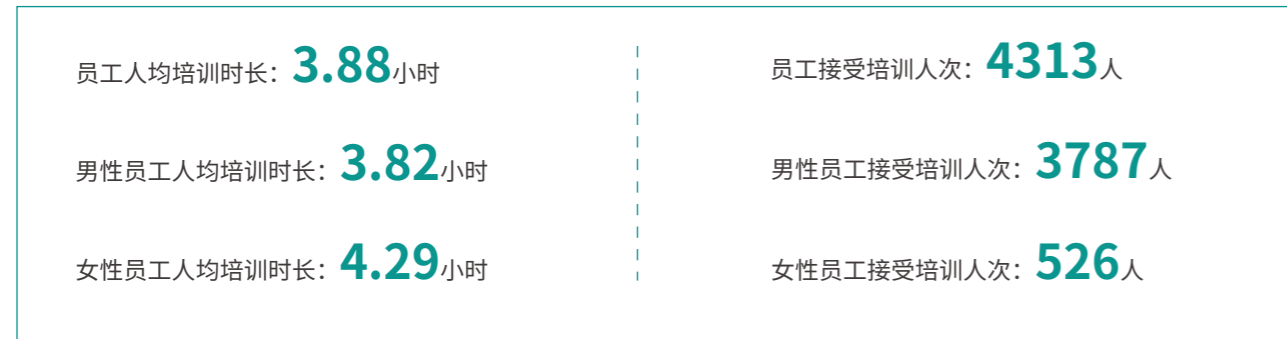 员工人均培训时长：3.88小时
男性员工人均培训时长：3.82小时
女性员工人均培训时长：4.29小时
员工接受培训人次：4313人
男性员工接受培训人次：3787人
女性员工接受培训人次：526人